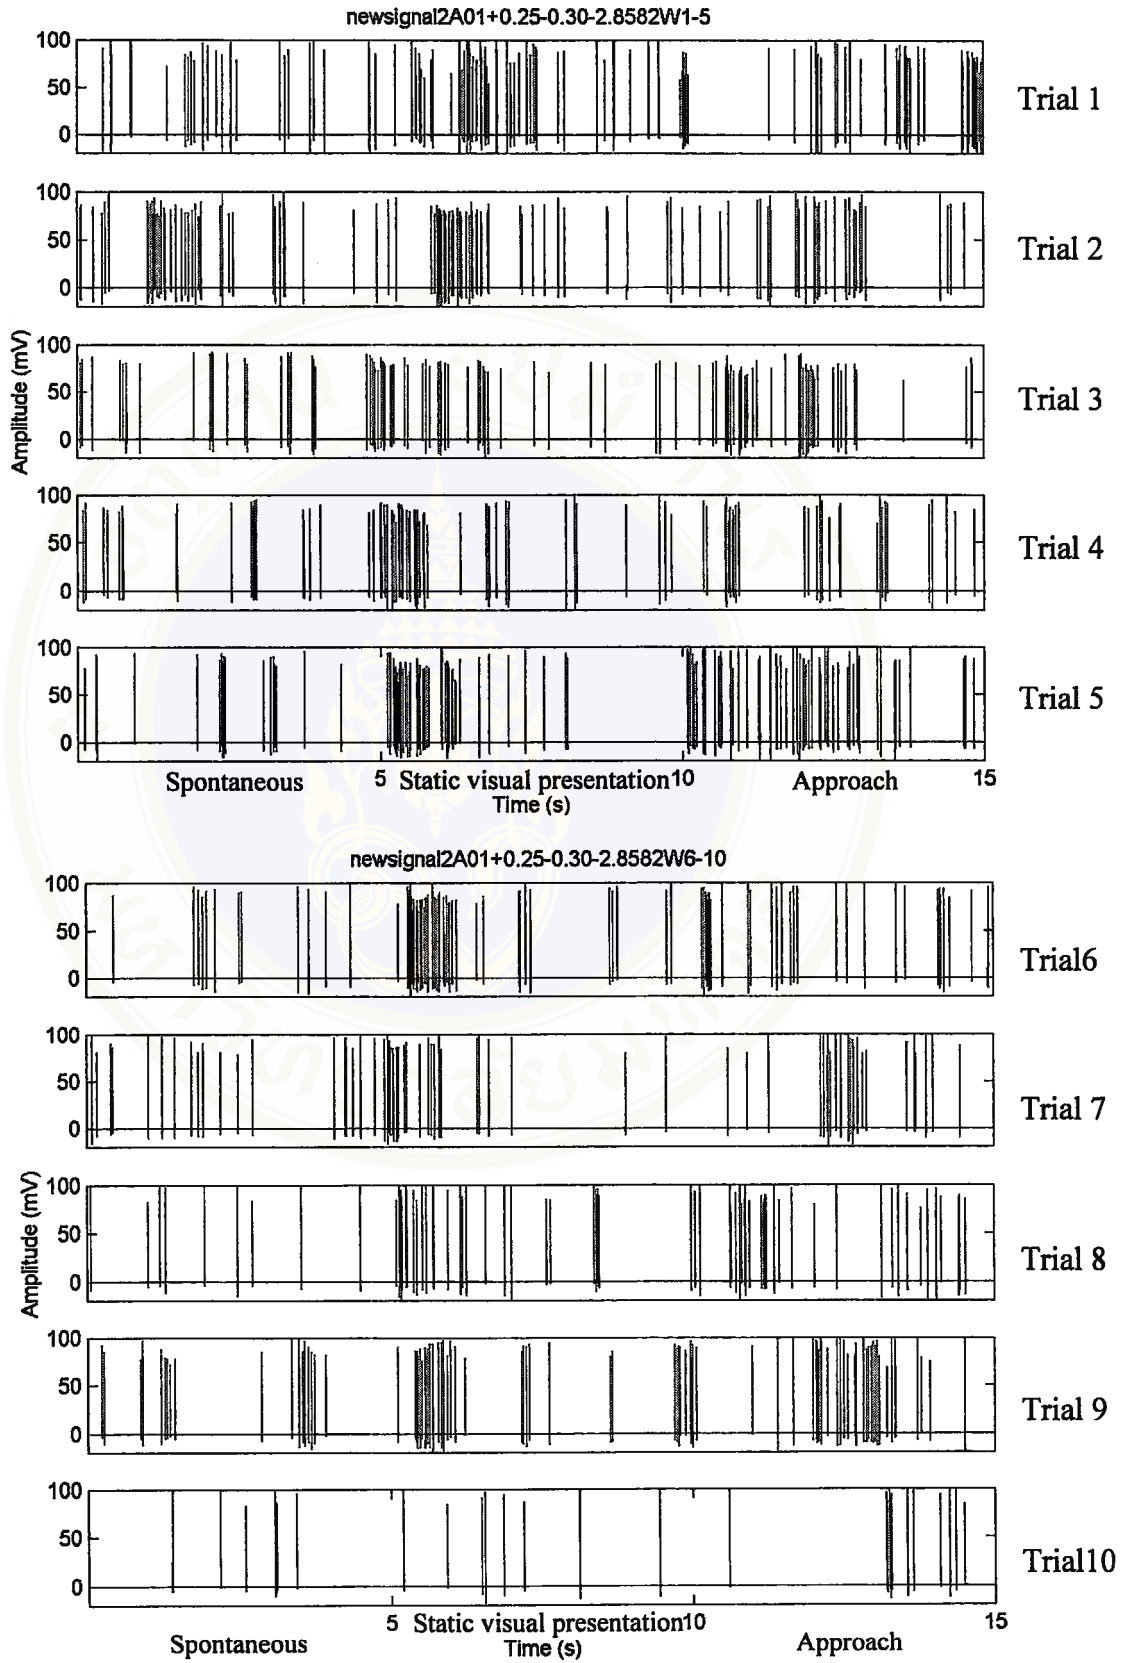 newsignal2A01+0.25-0.30-2.8582W1-5
100
50
0
Trial 1
100
50
0
Trial 2
Amplitude (mV)
100
50
0
Trial 3
100
50
0
Trial 4
100
50
0
Trial 5
5 10 15
Spontaneous Static visual presentation Approach
Time (s)
newsignal2A01+0.25-0.30-2.8582W6-10
100
50
0
Trial6
100
50
0
Trial 7
Amplitude (mV)
100
50
0
Trial 8
100
50
0
Trial 9
100
50
0
Trial10
5 10 15
Spontaneous Static visual presentation Approach
Time (s)